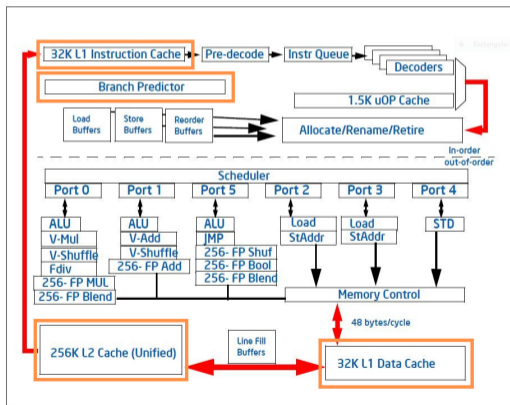 32K L1 Instruction Cache
Pre-decode
Instr Queue
Decoders
Branch Predictor
1.5K uOP Cache
Load
Buffers
Store
Buffers
Reorder
Buffers
Allocate/Rename/Retire
In-order
out-of-order
Scheduler
Port 0
Port 1
Port 5
Port 2
Port 3
Port 4
ALU
V-Mul
V-Shuffle
Fdiv
256- FP MUL
256- FP Blend
ALU
V-Add
V-Shuffle
256- FP Add
ALU
JMP
256- FP Shuf
256- FP Bool
256- FP Blend
Load
StAddr
Load
StAddr
STD
Memory Control
48 bytes/cycle
256K L2 Cache (Unified)
Line Fill
Buffers
32K L1 Data Cache